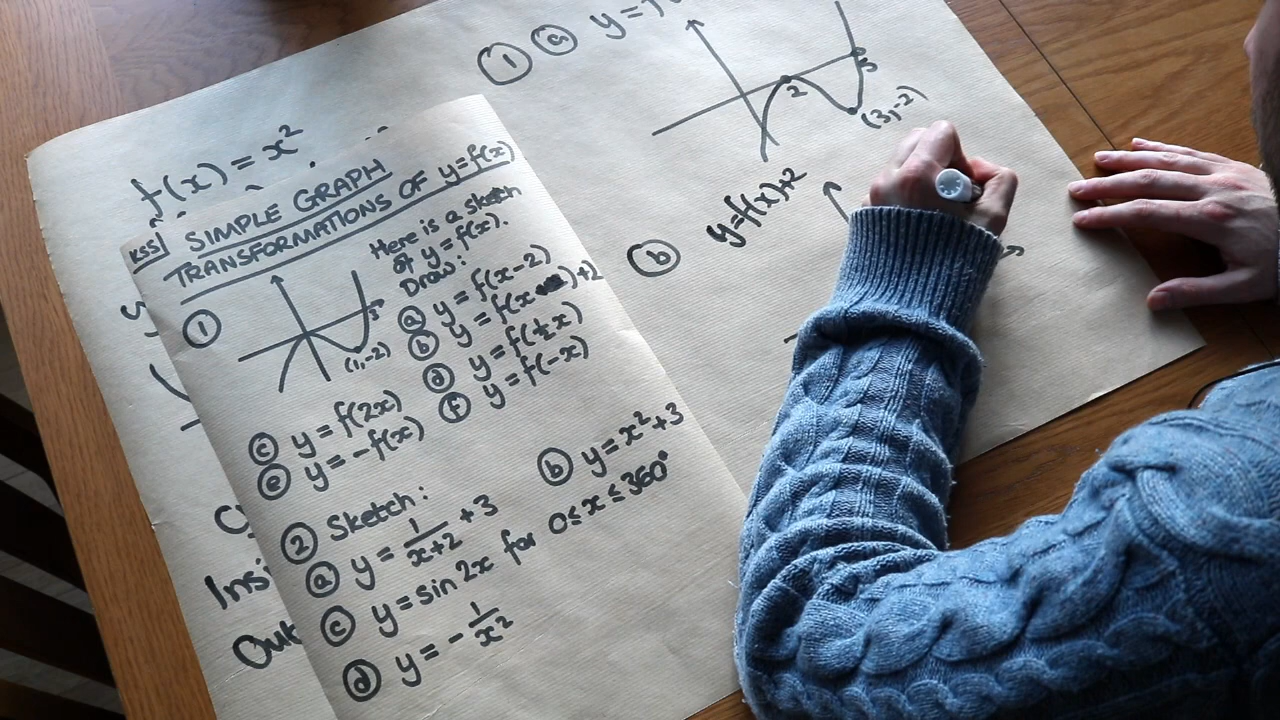 f(x) = x²
KS5 SIMPLE GRAPH
TRANSFORMATIONS OF y=f(x)
① Here is a sketch
of y = f(x).
Draw:
(1,-2)
3
ⓐ y = f(x-2)
ⓑ y = f(x)+2
ⓒ y = f(2x)
ⓓ y = f(½x)
ⓔ y = -f(x)
ⓕ y = f(-x)
② Sketch:
ⓐ y = 1/(x+2) + 3
ⓑ y = x²+3
ⓒ y = sin 2x for 0≤x≤360°
ⓓ y = - 1/x²
Out
① ⓐ y =
2
5
(3,-2)
ⓑ y=f(x)+2